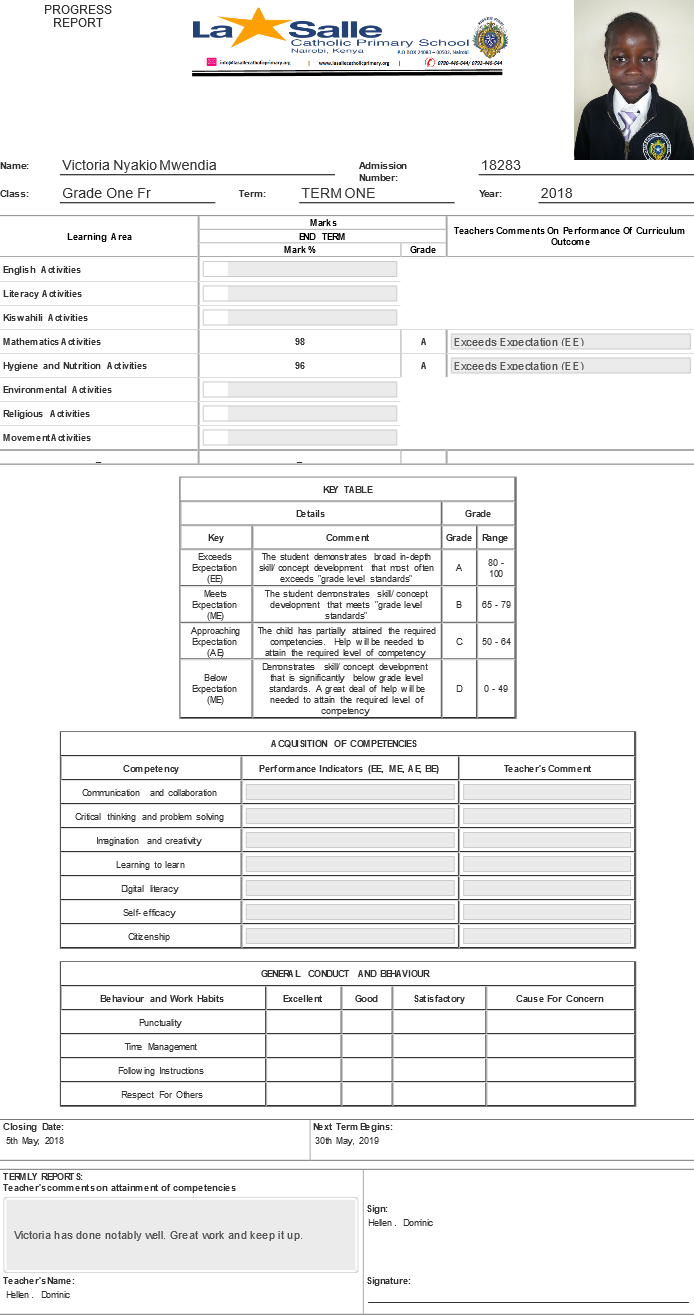 PROGRESS
REPORT
La Salle
Catholic Primary School
Nairobi, Kenya
P.O BOX 24083 – 00502, Nairobi
info@lasallecatholicprimary.org | www.lasallecatholicprimary.org |
Name: Victoria Nyakio Mwendia Admission Number: 18283
Class: Grade One Fr Term: TERM ONE Year: 2018
Learning Area Marks Teachers Comments On Performance Of Curriculum Outcome
END TERM
Mark % Grade
English Activities
Literacy Activities
Kiswahili Activities
Mathematics Activities 98 A Exceeds Expectation (EE)
Hygiene and Nutrition Activities 96 A Exceeds Expectation (EE)
Environmental Activities
Religious Activities
Movement Activities
KEY TABLE
Details Grade
Key Comment Grade Range
Exceeds Expectation (EE) The student demonstrates broad in-depth skill/ concept development that most often exceeds "grade level standards" A 80 - 100
Meets Expectation (ME) The student demonstrates skill/ concept development that meets "grade level standards" B 65 - 79
Approaching Expectation (AE) The child has partially attained the required competencies. Help will be needed to attain the required level of competency C 50 - 64
Below Expectation (ME) Demonstrates skill/ concept development that is significantly below grade level standards. A great deal of help will be needed to attain the required level of competency D 0 - 49
ACQUISITION OF COMPETENCIES
Competency Performance Indicators (EE, ME, AE, BE) Teacher's Comment
Communication and collaboration
Critical thinking and problem solving
Imagination and creativity
Learning to learn
Digital literacy
Self- efficacy
Citizenship
GENERAL CONDUCT AND BEHAVIOUR
Behaviour and Work Habits Excellent Good Satisfactory Cause For Concern
Punctuality
Time Management
Following Instructions
Respect For Others
Closing Date: Next Term Begins:
5th May, 2018 30th May, 2019
TERMLY REPORTS:
Teacher's comments on attainment of competencies
Victoria has done notably well. Great work and keep it up.
Sign:
Hellen . Dominic
Teacher's Name: Signature:
Hellen . Dominic